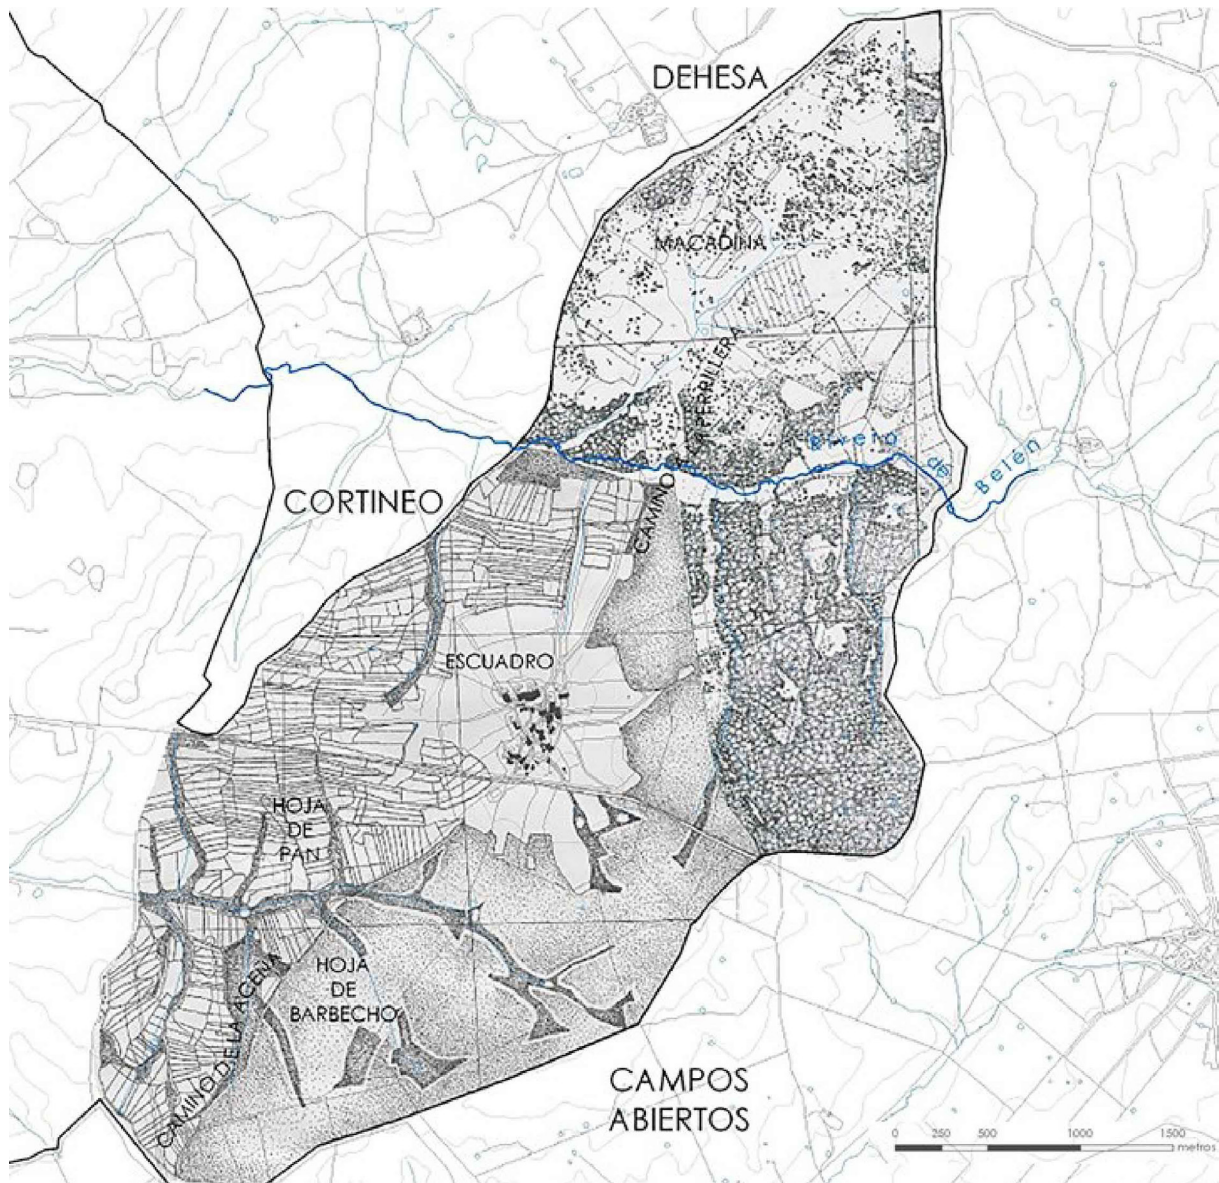 DEHESA
MACADINA
CAMINO A PERRILLERA
Rivera de Belén
CORTINEO
ESCUADRO
HOJA
DE
PAN
HOJA
DE
BARBECHO
CAMINO DE LA ACEÑA
CAMPOS
ABIERTOS
0 250 500 1000 1500 metros